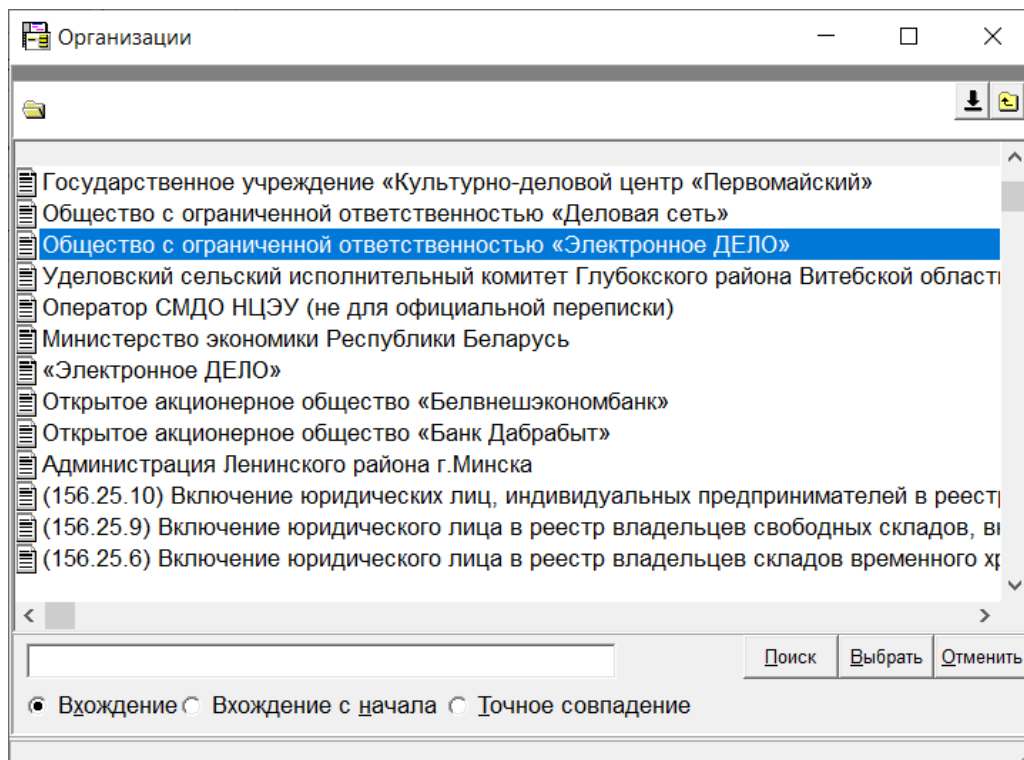 Организации
Государственное учреждение «Культурно-деловой центр «Первомайский»
Общество с ограниченной ответственностью «Деловая сеть»
Общество с ограниченной ответственностью «Электронное ДЕЛО»
Уделовский сельский исполнительный комитет Глубокского района Витебской област
Оператор СМДО НЦЭУ (не для официальной переписки)
Министерство экономики Республики Беларусь
«Электронное ДЕЛО»
Открытое акционерное общество «Белвнешэкономбанк»
Открытое акционерное общество «Банк Дабрабыт»
Администрация Ленинского района г.Минска
(156.25.10) Включение юридических лиц, индивидуальных предпринимателей в реест
(156.25.9) Включение юридического лица в реестр владельцев свободных складов, в
(156.25.6) Включение юридического лица в реестр владельцев складов временного х
Поиск Выбрать Отменить
Вхождение Вхождение с начала Точное совпадение